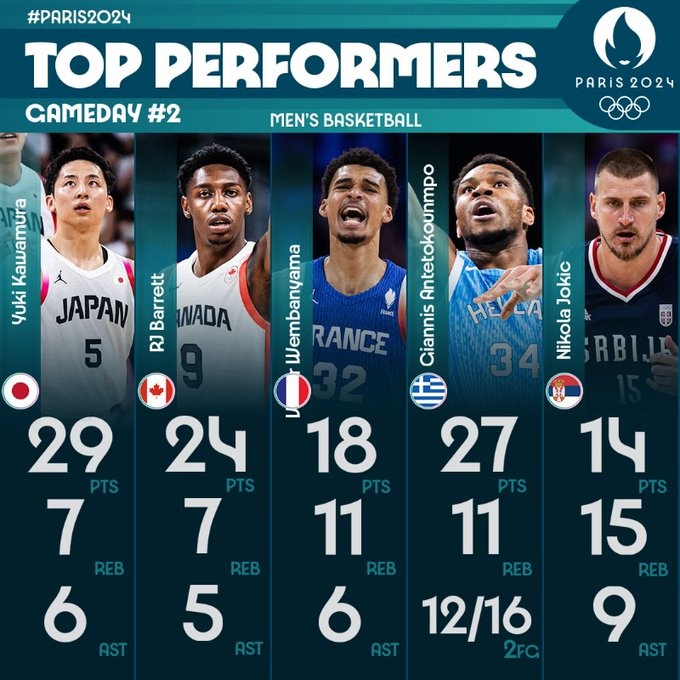 #PARIS2024
TOP PERFORMERS
GAMEDAY #2
MEN'S BASKETBALL
PARIS 2024
Yuki Kawamura
JAPAN
5
29
PTS
7
REB
6
AST
RJ Barrett
ANADA
9
24
PTS
7
REB
5
AST
Wembanyama
FRANCE
RANCE
32
18
PTS
11
REB
6
AST
Giannis Antetokounmpo
HELLA
34
27
PTS
11
REB
12/16
2FG
Nikola Jokic
SRBIJ
15
14
PTS
15
REB
9
AST